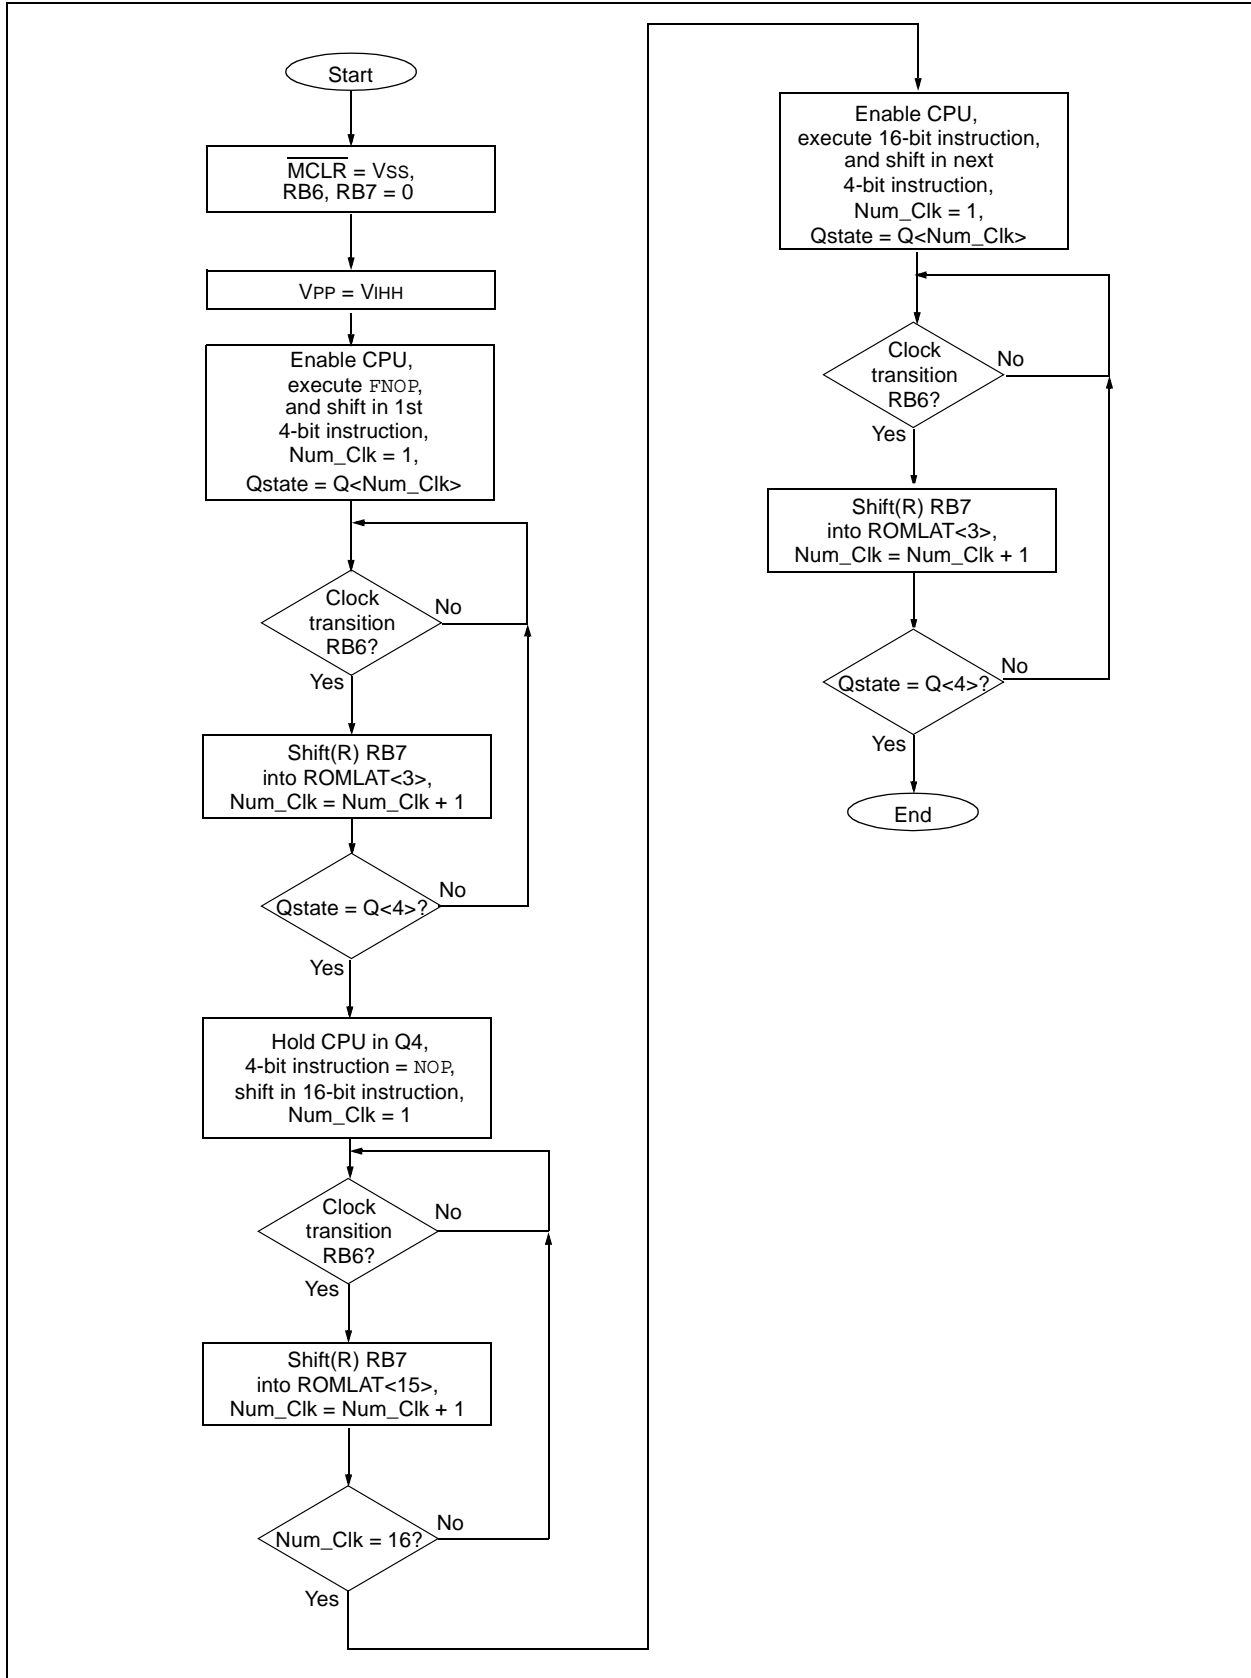 Start
MCLR = VSS,
RB6, RB7 = 0
VPP = VIHH
Enable CPU,
execute FNOP,
and shift in 1st
4-bit instruction,
Num_Clk = 1,
Qstate = Q<Num_Clk>
Clock
transition
RB6?
No
Yes
Shift(R) RB7
into ROMLAT<3>,
Num_Clk = Num_Clk + 1
Qstate = Q<4>?
No
Yes
Hold CPU in Q4,
4-bit instruction = NOP,
shift in 16-bit instruction,
Num_Clk = 1
Clock
transition
RB6?
No
Yes
Shift(R) RB7
into ROMLAT<15>,
Num_Clk = Num_Clk + 1
Num_Clk = 16?
No
Yes
Enable CPU,
execute 16-bit instruction,
and shift in next
4-bit instruction,
Num_Clk = 1,
Qstate = Q<Num_Clk>
Clock
transition
RB6?
No
Yes
Shift(R) RB7
into ROMLAT<3>,
Num_Clk = Num_Clk + 1
Qstate = Q<4>?
No
Yes
End